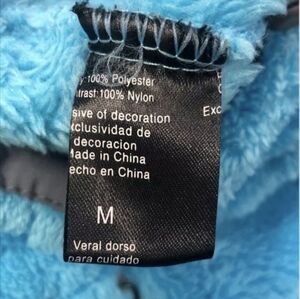 100% Polyester
trast:100% Nylon
sive of decoration
xclusividad de
decoracion
Made in China
echo en China
M
Veral dorso
para cuidado
Exc